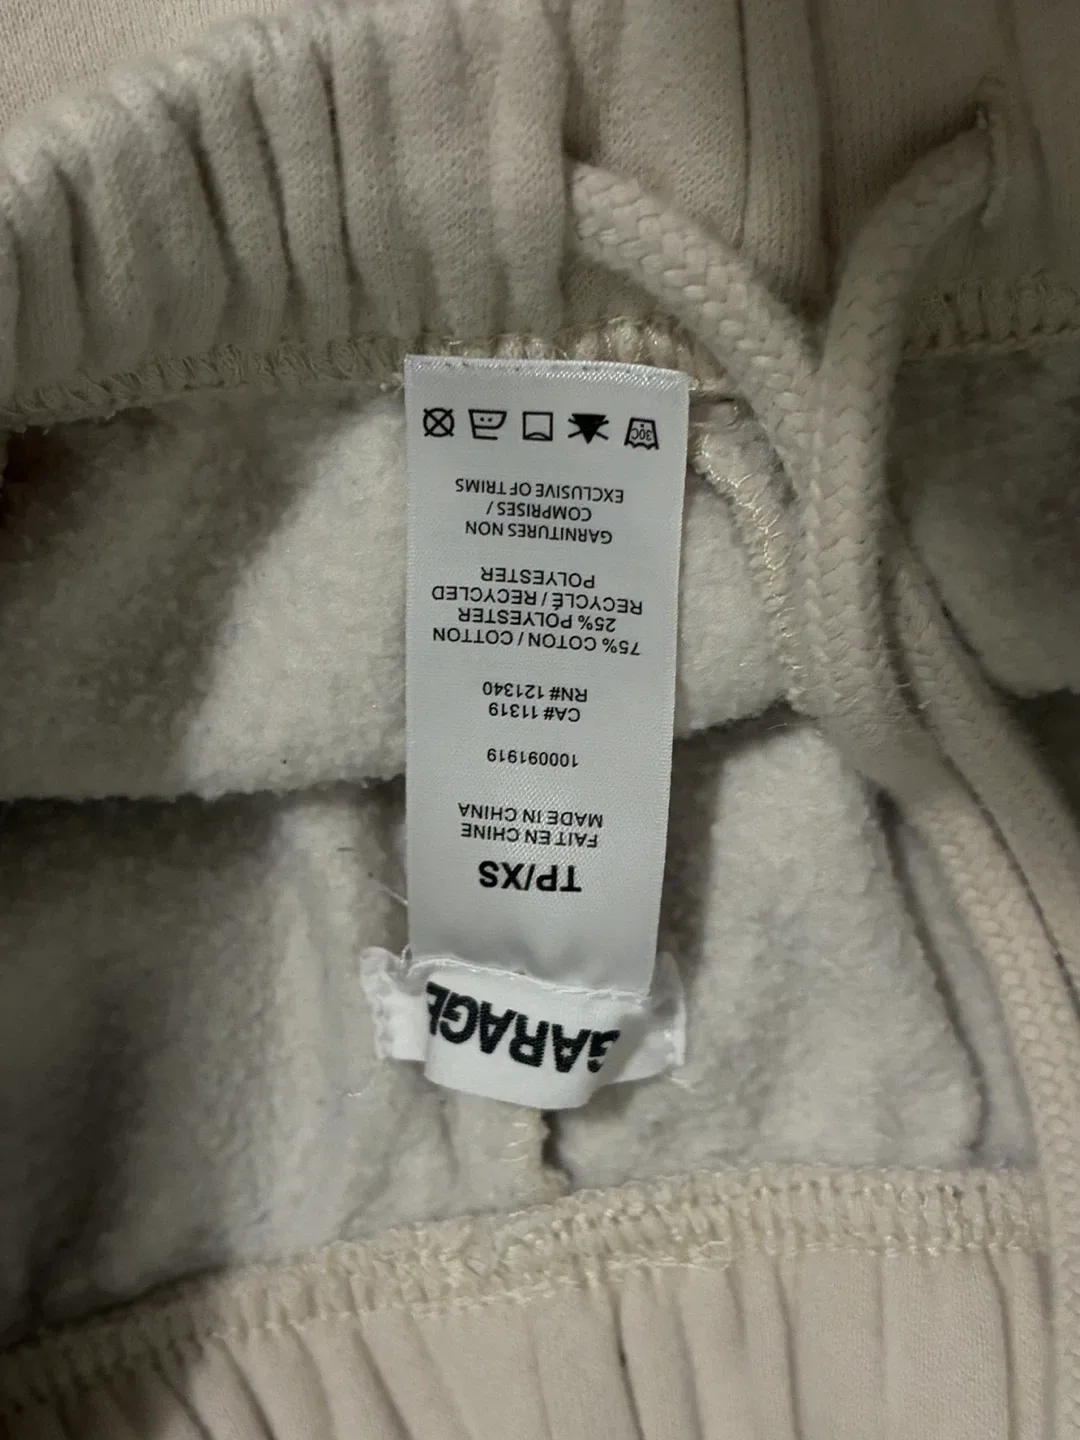 GARAGE
TP/XS
FAIT EN CHINE
MADE IN CHINA
100091919
CA# 11319
RN# 121340
75% COTON / COTTON
25% POLYESTER
RECYCLÉ / RECYCLED
POLYESTER
GARNITURES NON
COMPRISES /
EXCLUSIVE OF TRIMS
30C